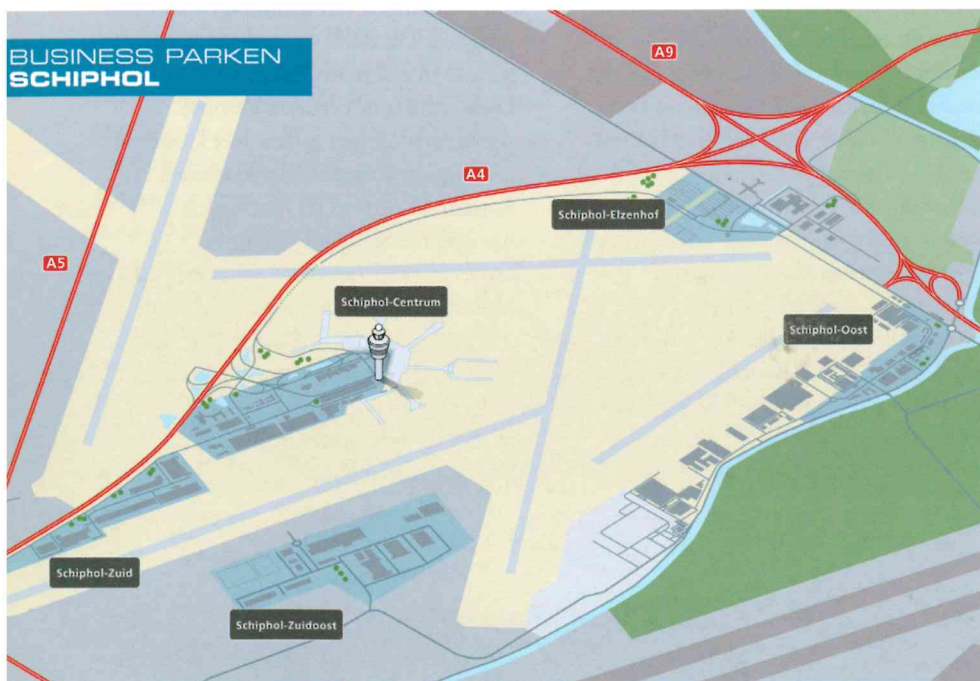 BUSINESS PARKEN
SCHIPHOL
A9
A4
Schiphol-Elzenhof
A5
Schiphol-Centrum
Schiphol-Oost
Schiphol-Zuid
Schiphol-Zuidoost